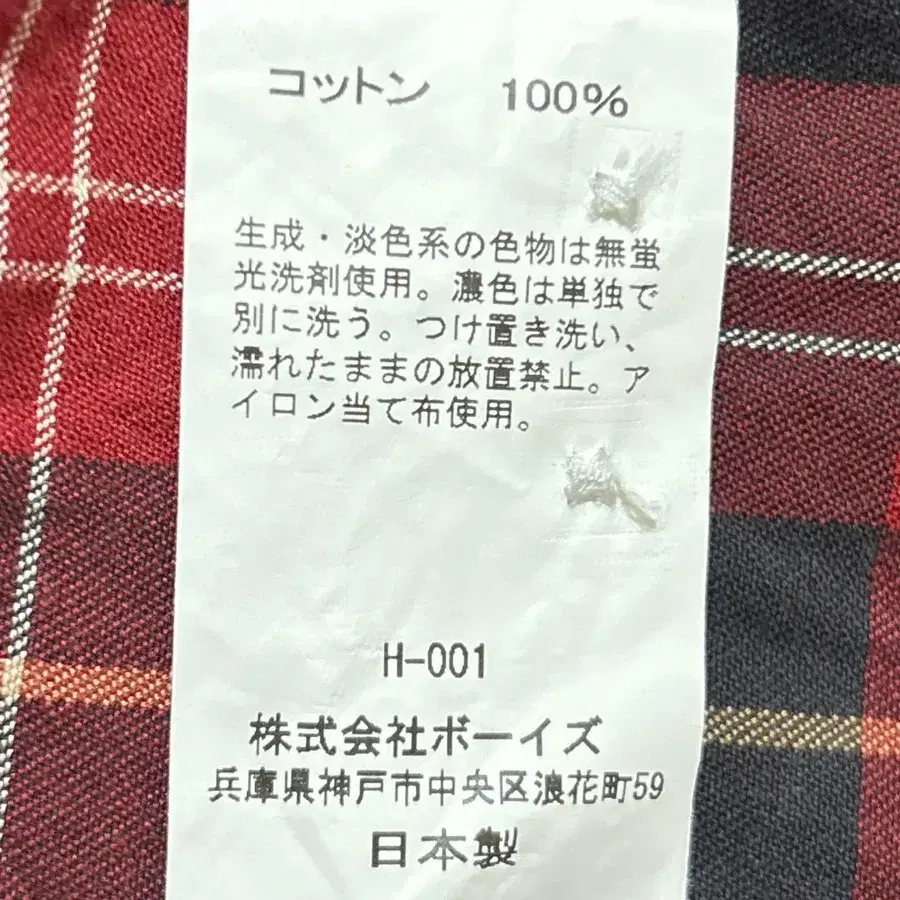 コットン 100%
生成・淡色系の色物は無蛍
光洗剤使用。濃色は単独で
別に洗う。つけ置き洗い、
濡れたままの放置禁止。ア
イロン当て布使用。
H-001
株式会社ボーイズ
兵庫県神戸市中央区浪花町59
日本製